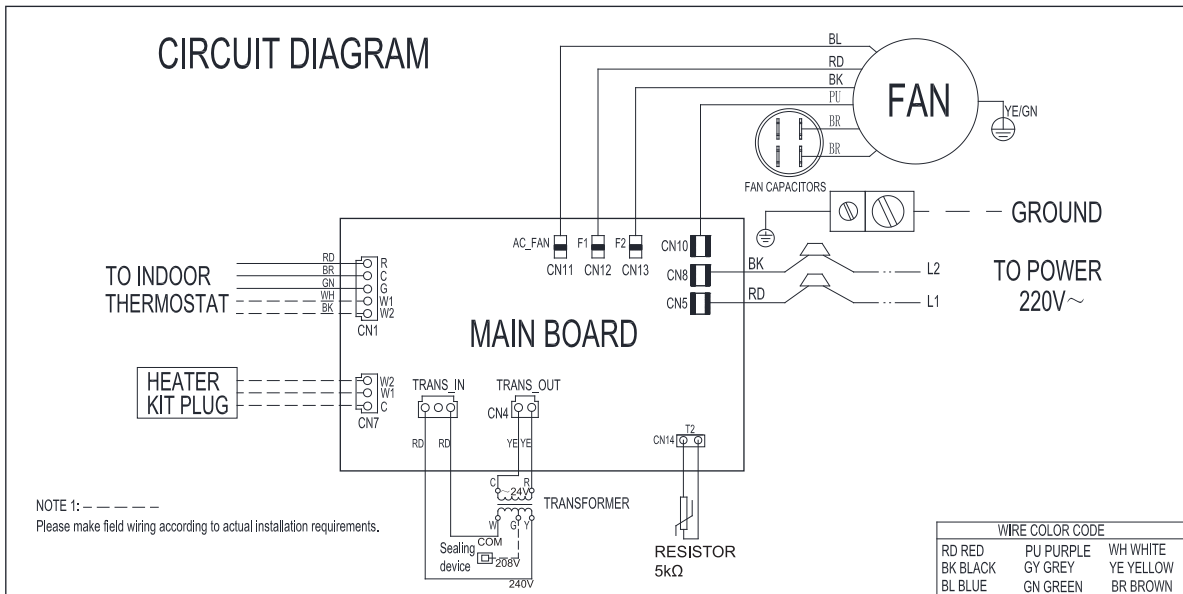 CIRCUIT DIAGRAM
BL
RD
BK
PU
BR
BR
FAN
YE/GN
FAN CAPACITORS
GROUND
AC_FAN
F1
F2
CN10
CN11
CN12
CN13
CN8
BK
L2
CN5
RD
L1
TO POWER
220V～
TO INDOOR
THERMOSTAT
RD
R
BR
C
GN
G
WH
W1
BK
W2
CN1
MAIN BOARD
HEATER
KIT PLUG
W2
W1
C
CN7
TRANS_IN
TRANS_OUT
CN4
RD
RD
YE
YE
T2
CN14
C
R
~24V
TRANSFORMER
W
G
Y
COM
Sealing
device
208V
240V
RESISTOR
5kΩ
NOTE 1:
Please make field wiring according to actual installation requirements.
WIRE COLOR CODE
RD RED PU PURPLE WH WHITE
BK BLACK GY GREY YE YELLOW
BL BLUE GN GREEN BR BROWN